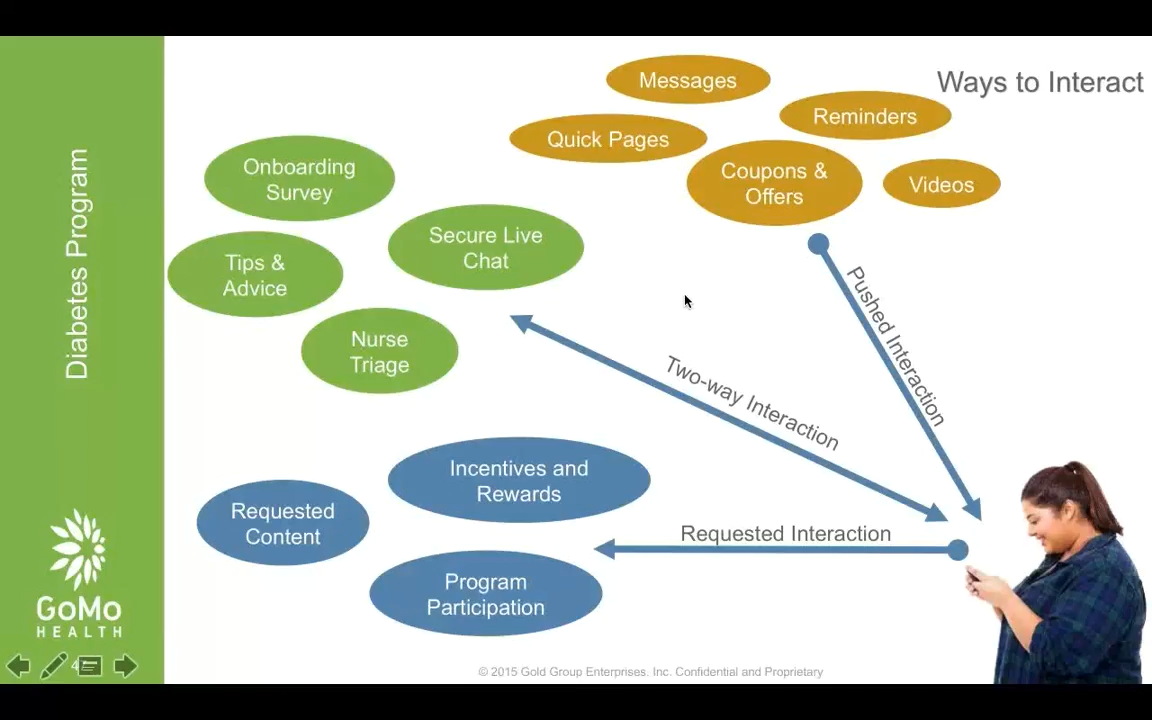 Ways to Interact
Messages
Reminders
Quick Pages
Coupons &
Offers
Videos
Onboarding
Survey
Secure Live
Chat
Tips &
Advice
Nurse
Triage
Pushed Interaction
Two-way Interaction
Requested Interaction
Incentives and
Rewards
Requested
Content
Program
Participation
Diabetes Program
GoMo
HEALTH
4
© 2015 Gold Group Enterprises. Inc. Confidential and Proprietary